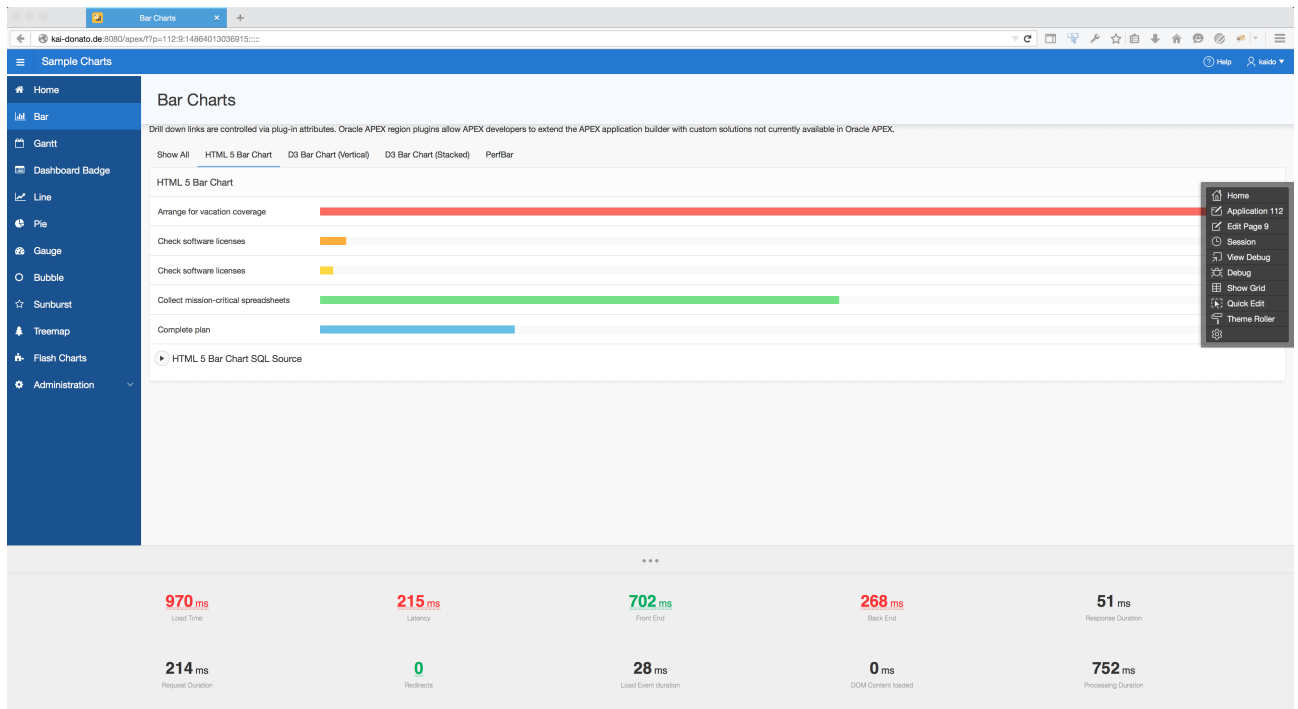 Bar Charts × +
kai-donato.de:8080/apex/f?p=112:9:14864013036915:::::
Sample Charts
Help kaido
Home
Bar
Gantt
Dashboard Badge
Line
Pie
Gauge
Bubble
Sunburst
Treemap
Flash Charts
Administration
Bar Charts
Drill down links are controlled via plug-in attributes. Oracle APEX region plugins allow APEX developers to extend the APEX application builder with custom solutions not currently available in Oracle APEX.
Show All HTML 5 Bar Chart D3 Bar Chart (Vertical) D3 Bar Chart (Stacked) PerfBar
HTML 5 Bar Chart
Arrange for vacation coverage
Check software licenses
Check software licenses
Collect mission-critical spreadsheets
Complete plan
HTML 5 Bar Chart SQL Source
Home
Application 112
Edit Page 9
Session
View Debug
Debug
Show Grid
Quick Edit
Theme Roller
970 ms 215 ms 702 ms 268 ms 51 ms
Load Time Latency Front End Back End Response Duration
214 ms 0 28 ms 0 ms 752 ms
Request Duration Redirects Load Event duration DOM Content loaded Processing Duration